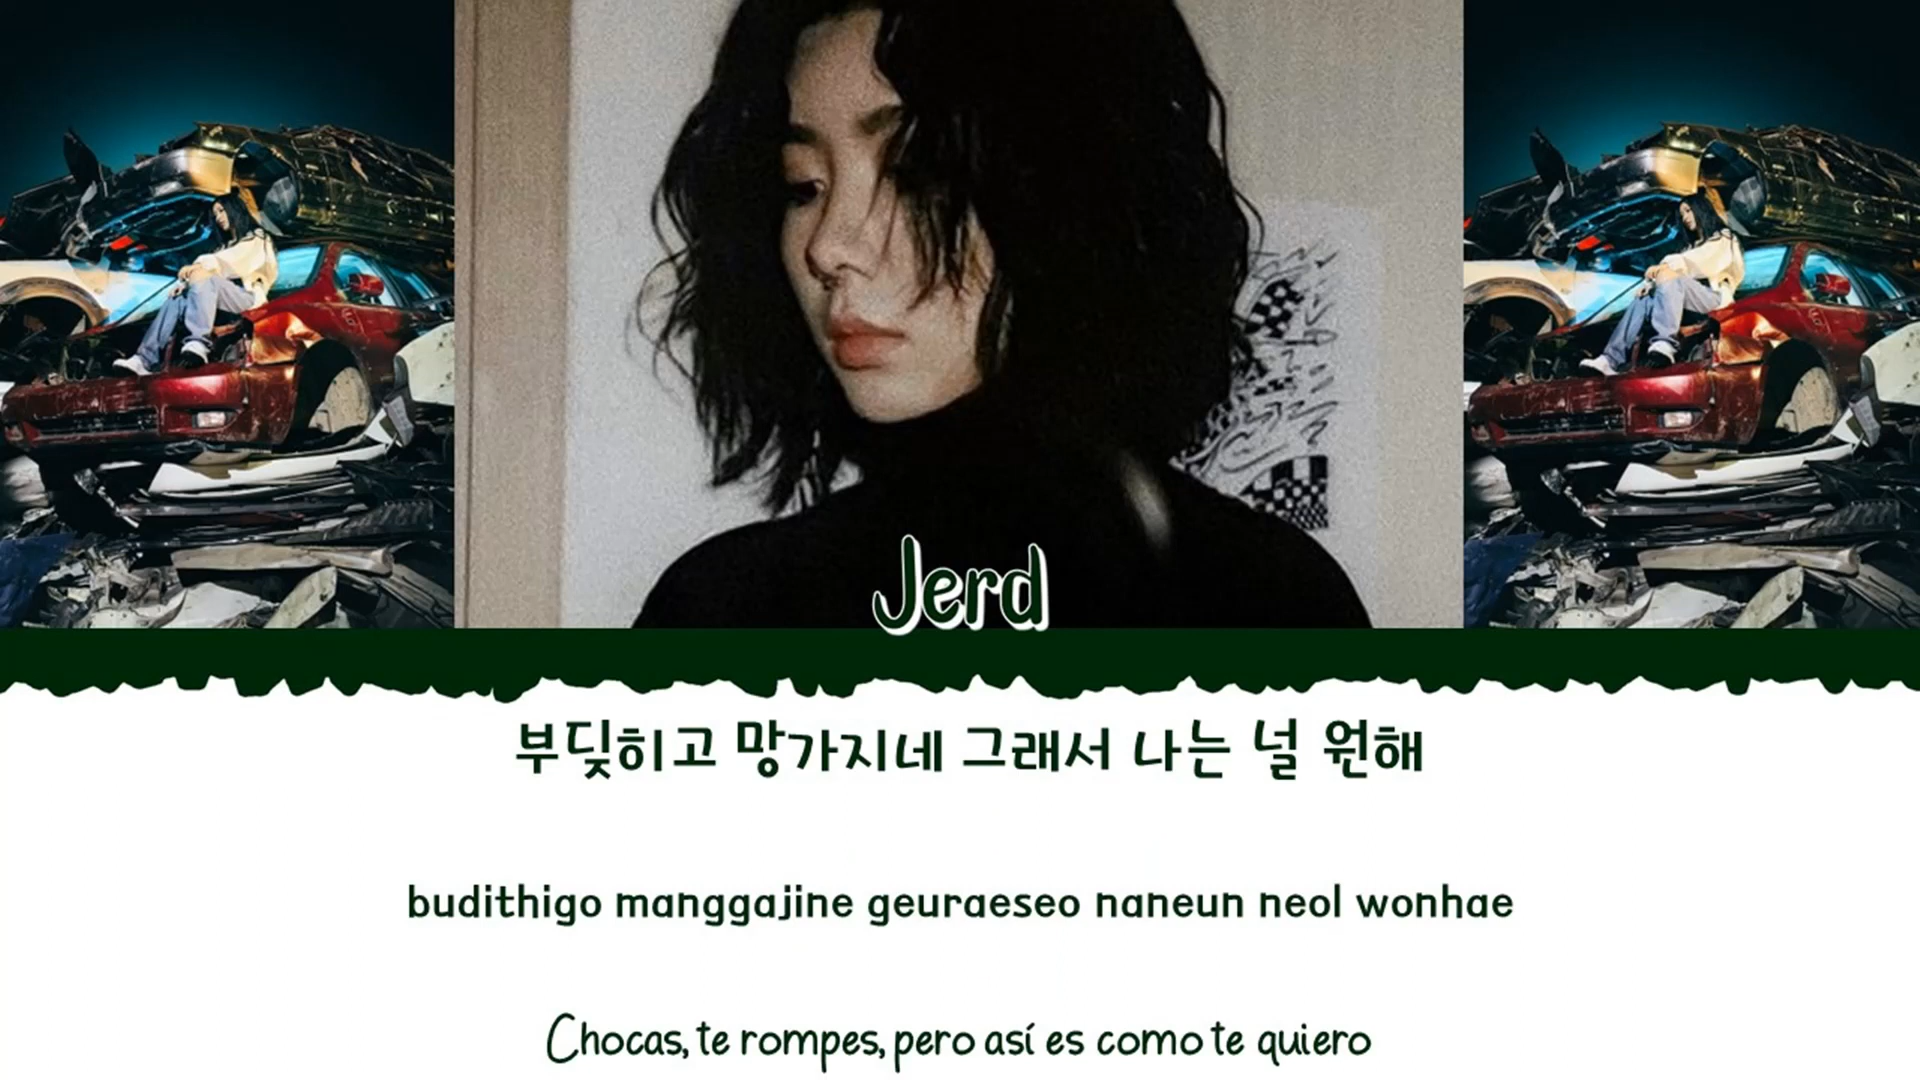 Jerd
부딪히고 망가지네 그래서 나는 널 원해
budithigo manggajine geuraeseo naneun neol wonhae
Chocas, te rompes, pero así es como te quiero